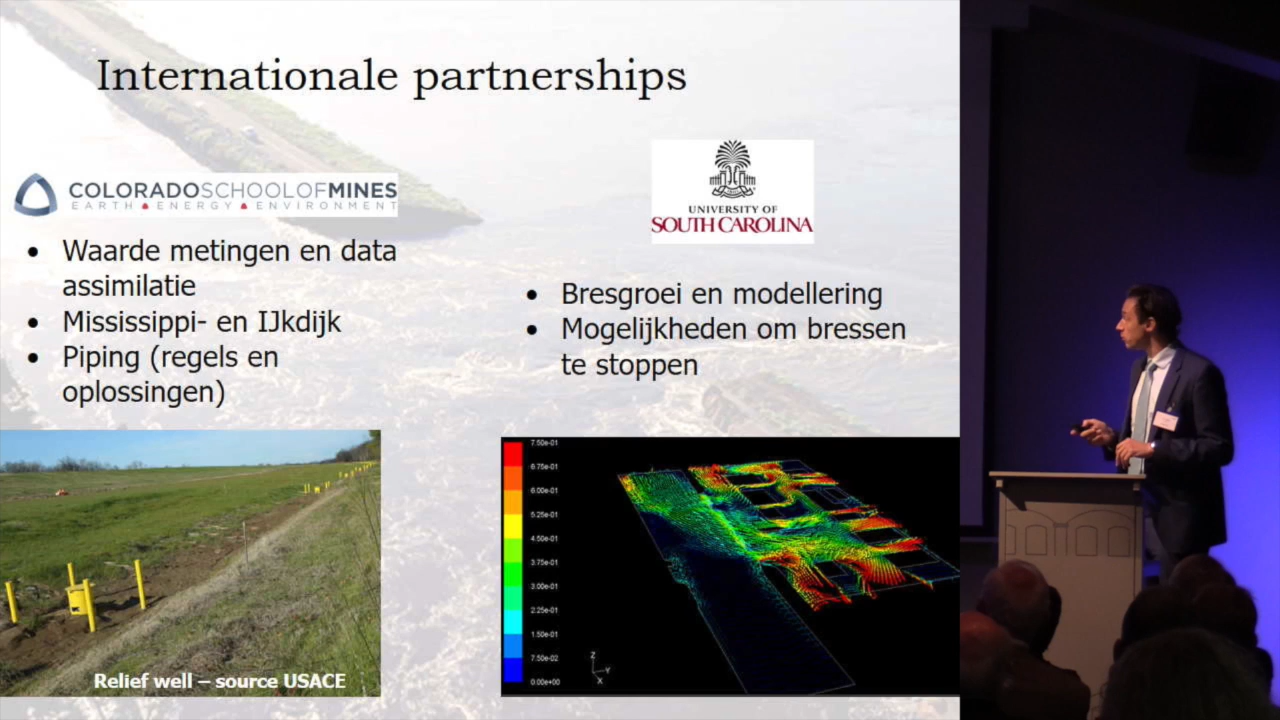 Internationale partnerships
COLORADOSCHOOLOFMINES
EARTH ENERGY ENVIRONMENT
• Waarde metingen en data
assimilatie
• Mississippi- en IJkdijk
• Piping (regels en
oplossingen)
Relief well – source USACE
UNIVERSITY OF
SOUTH CAROLINA
• Bresgroei en modellering
• Mogelijkheden om bressen
te stoppen
7.50e-01
6.75e-01
6.00e-01
5.25e-01
4.50e-01
3.75e-01
3.00e-01
2.25e-01
1.50e-01
7.50e-02
0.00e+00
Z
Y
X